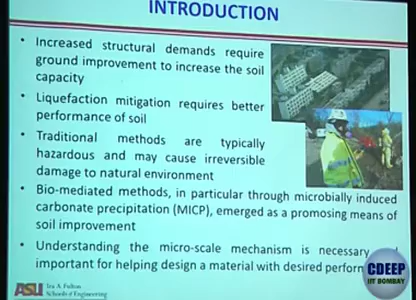 INTRODUCTION
• Increased structural demands require
ground improvement to increase the soil
capacity
• Liquefaction mitigation requires better
performance of soil
• Traditional methods are typically
hazardous and may cause irreversible
damage to natural environment
• Bio-mediated methods, in particular through microbially induced
carbonate precipitation (MICP), emerged as a promosing means of
soil improvement
• Understanding the micro-scale mechanism is necessary
important for helping design a material with desired
ASU Ira A. Fulton
Schools of Engineering
CDEEP
IIT BOMBAY